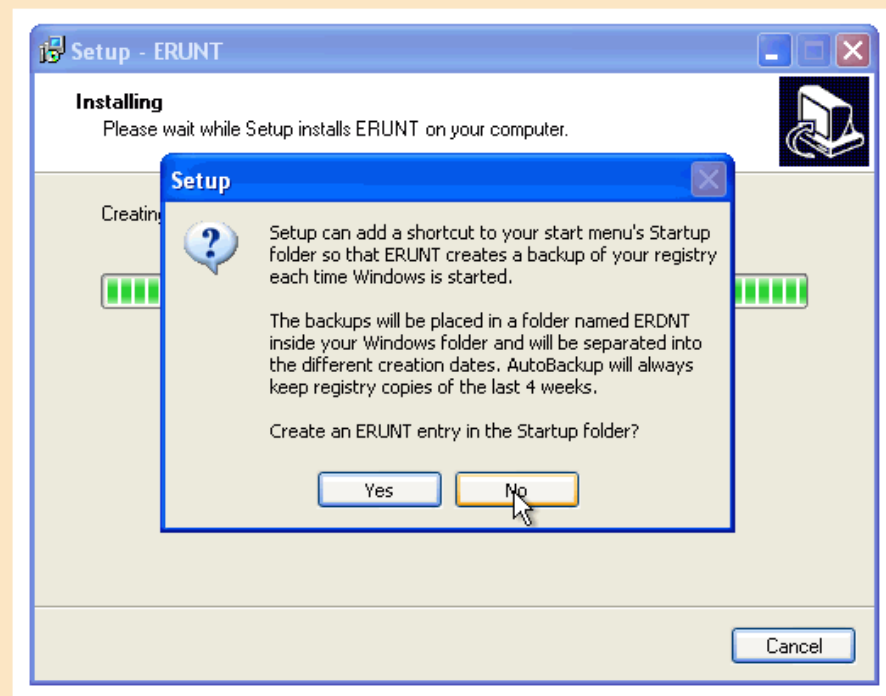 Setup - ERUNT
Installing
Please wait while Setup installs ERUNT on your computer.
Setup
Creating
Setup can add a shortcut to your start menu's Startup
folder so that ERUNT creates a backup of your registry
each time Windows is started.
The backups will be placed in a folder named ERDNT
inside your Windows folder and will be separated into
the different creation dates. AutoBackup will always
keep registry copies of the last 4 weeks.
Create an ERUNT entry in the Startup folder?
Yes No
Cancel